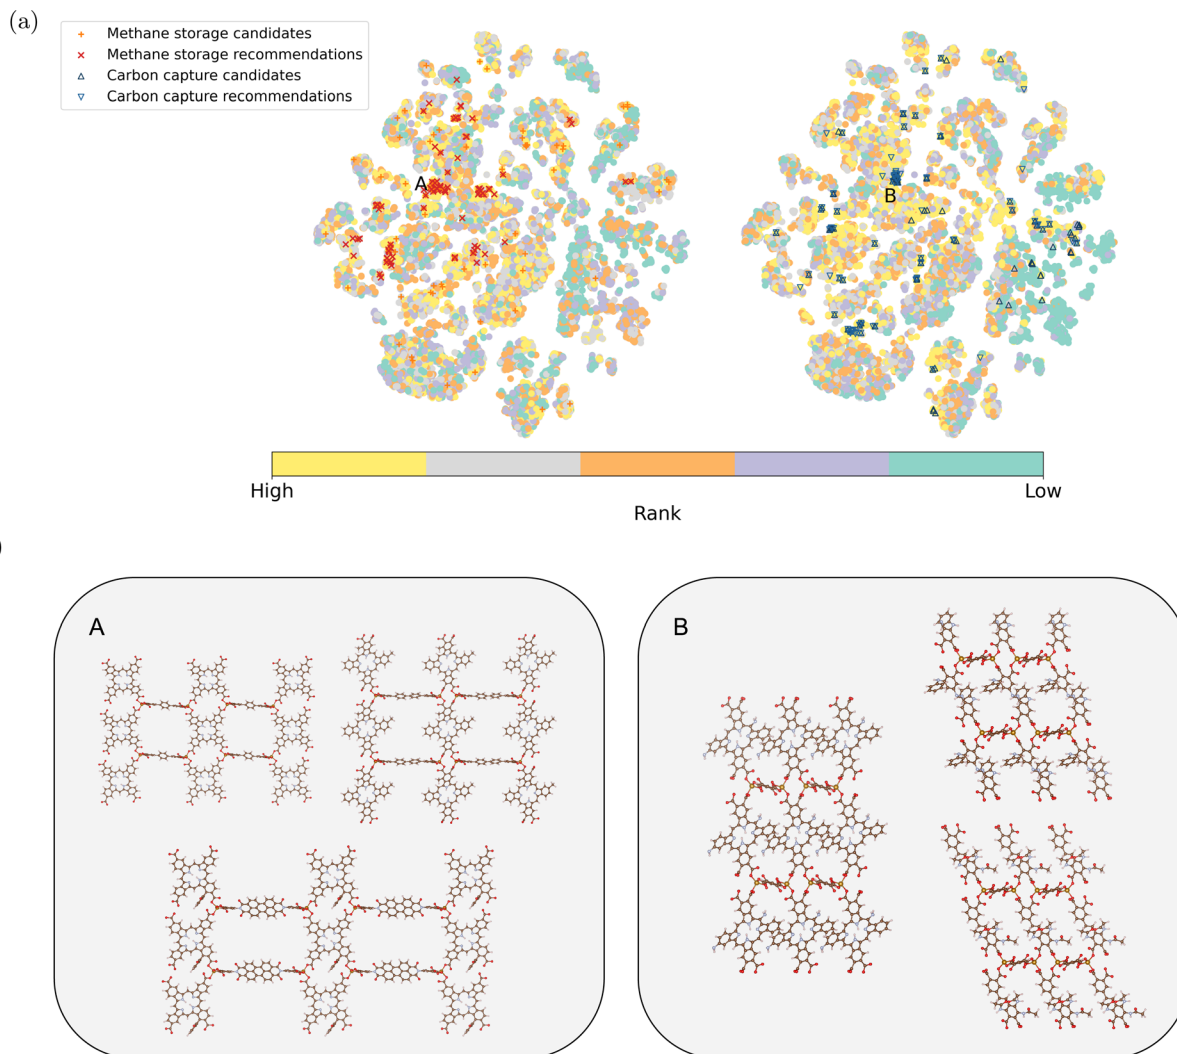 (a)
Methane storage candidates
Methane storage recommendations
Carbon capture candidates
Carbon capture recommendations
A
B
High
Low
Rank
)
A
B